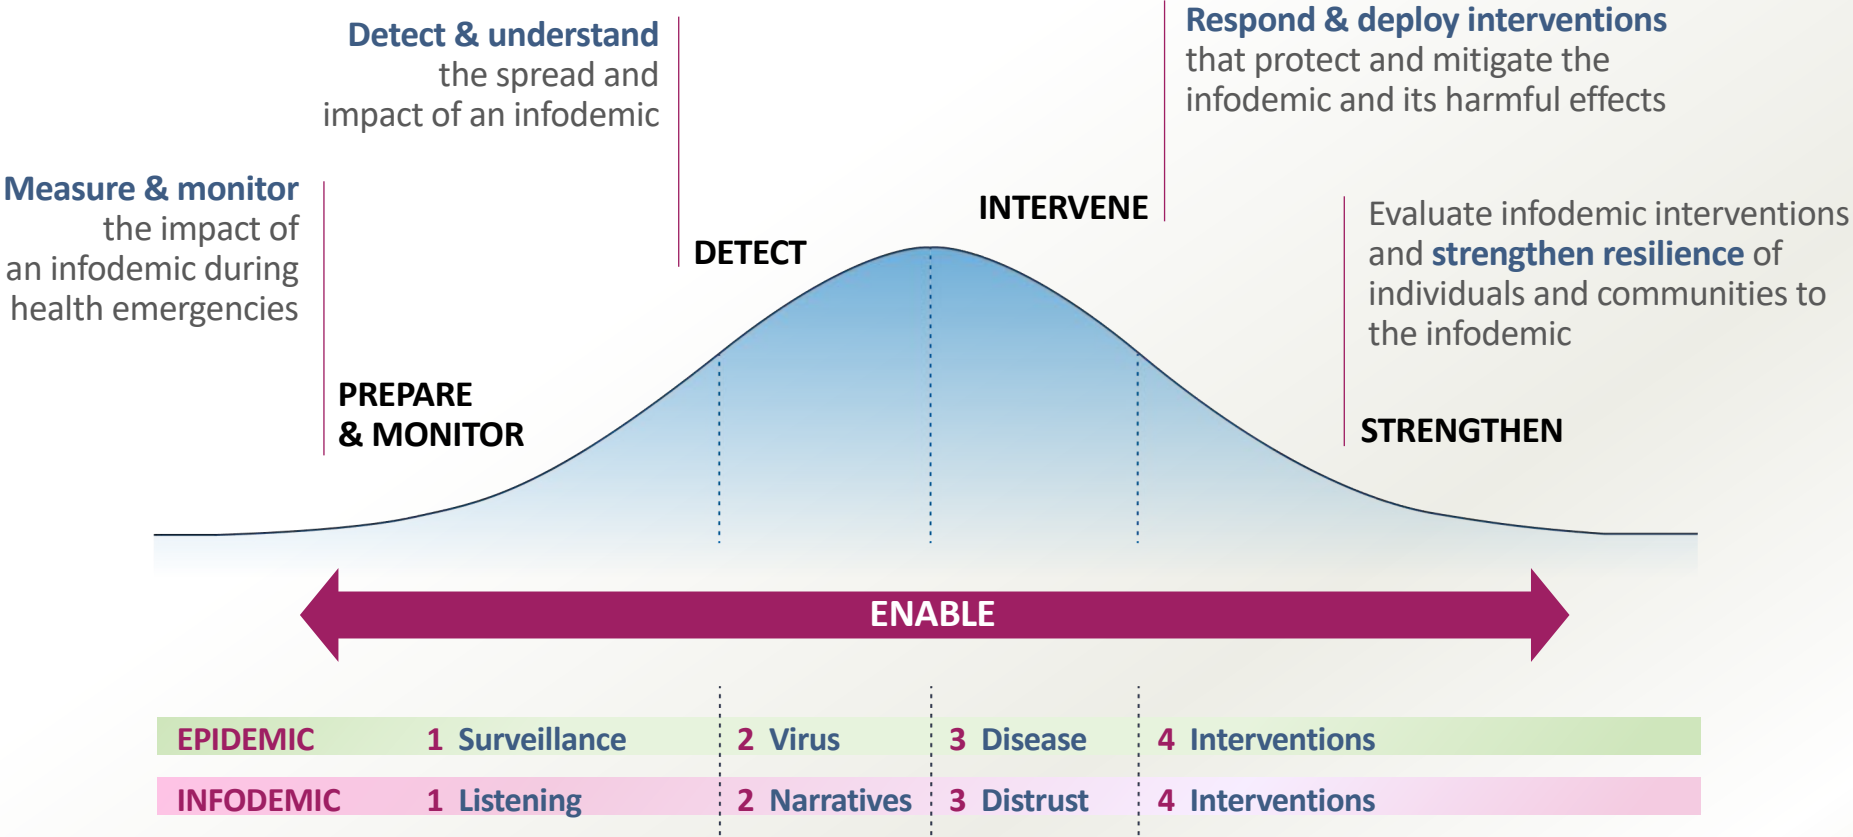 Measure & monitor
the impact of
an infodemic during
health emergencies
PREPARE
& MONITOR
Detect & understand
the spread and
impact of an infodemic
DETECT
Respond & deploy interventions
that protect and mitigate the
infodemic and its harmful effects
INTERVENE
Evaluate infodemic interventions
and strengthen resilience of
individuals and communities to
the infodemic
STRENGTHEN
ENABLE
EPIDEMIC 1 Surveillance 2 Virus 3 Disease 4 Interventions
INFODEMIC 1 Listening 2 Narratives 3 Distrust 4 Interventions